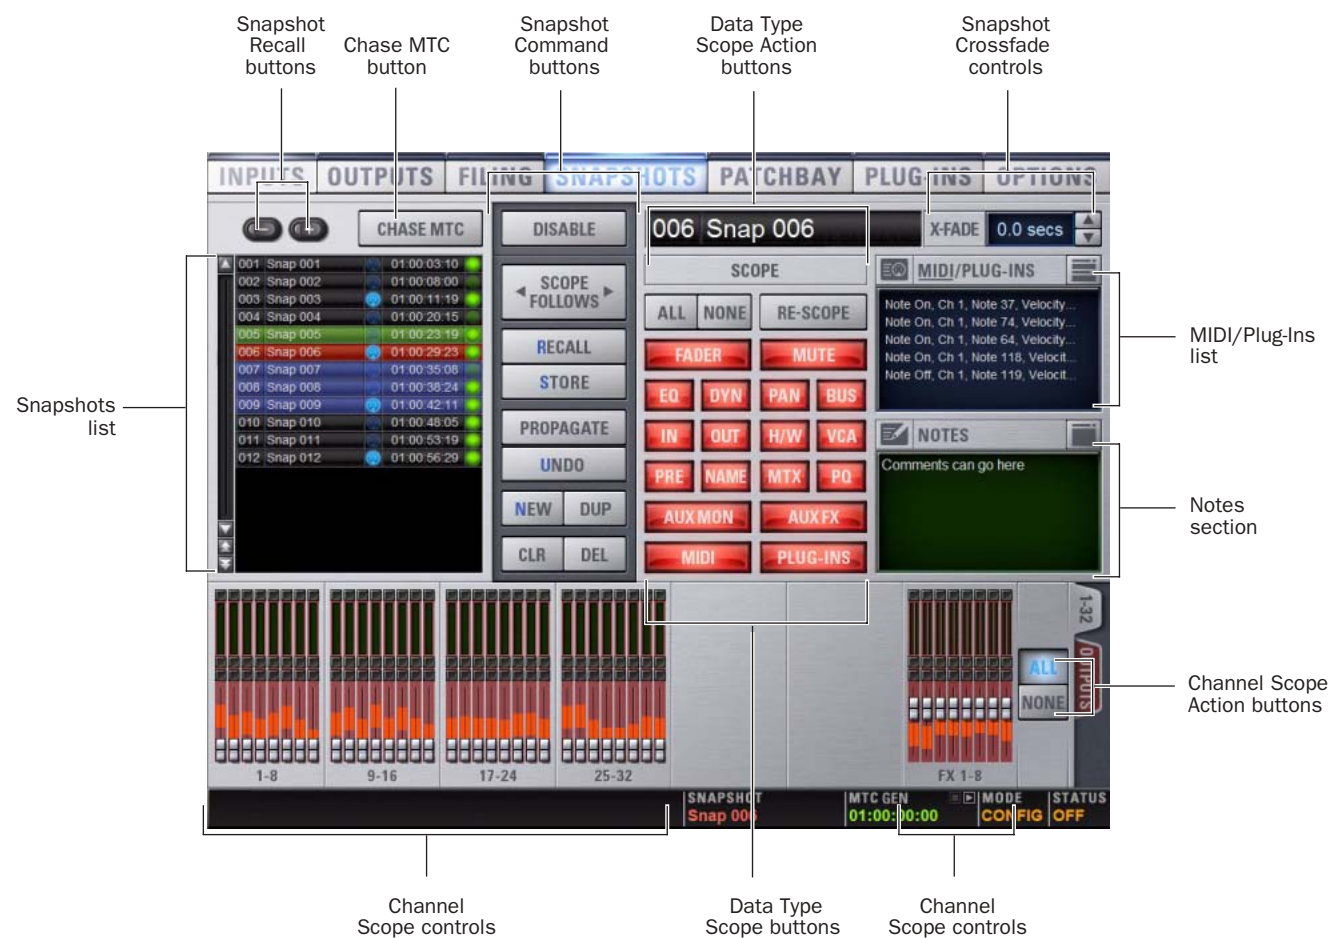 Snapshot
Recall
buttons
Chase MTC
button
Snapshot
Command
buttons
Data Type
Scope Action
buttons
Snapshot
Crossfade
controls
INPUTS OUTPUTS FILING SNAPSHOTS PATCHBAY PLUG-INS OPTIONS
CHASE MTC
DISABLE
006 Snap 006
X-FADE 0.0 secs
001 Snap 001 01:00:03:10
002 Snap 002 01:00:08:00
003 Snap 003 01:00:11:19
004 Snap 004 01:00:20:15
005 Snap 005 01:00:23:19
006 Snap 006 01:00:29:23
007 Snap 007 01:00:35:08
008 Snap 008 01:00:38:24
009 Snap 009 01:00:42:11
010 Snap 010 01:00:48:05
011 Snap 011 01:00:53:19
012 Snap 012 01:00:56:29
SCOPE
FOLLOWS
RECALL
STORE
PROPAGATE
UNDO
NEW DUP
CLR DEL
SCOPE
ALL NONE RE-SCOPE
FADER MUTE
EQ DYN PAN BUS
IN OUT H/W VCA
PRE NAME MTX PQ
AUX MON AUX FX
MIDI PLUG-INS
MIDI/PLUG-INS
Note On, Ch 1, Note 37, Velocity...
Note On, Ch 1, Note 74, Velocity...
Note On, Ch 1, Note 64, Velocity...
Note On, Ch 1, Note 118, Velocit...
Note Off, Ch 1, Note 119, Velocit...
NOTES
Comments can go here
Snapshots
list
MIDI/Plug-Ins
list
Notes
section
1-32
OUTPUTS
ALL
NONE
Channel Scope
Action buttons
1-8 9-16 17-24 25-32 FX 1-8
SNAPSHOT
Snap 006
MTC GEN
01:00:00:00
MODE
CONFIG
STATUS
OFF
Channel
Scope controls
Data Type
Scope buttons
Channel
Scope controls